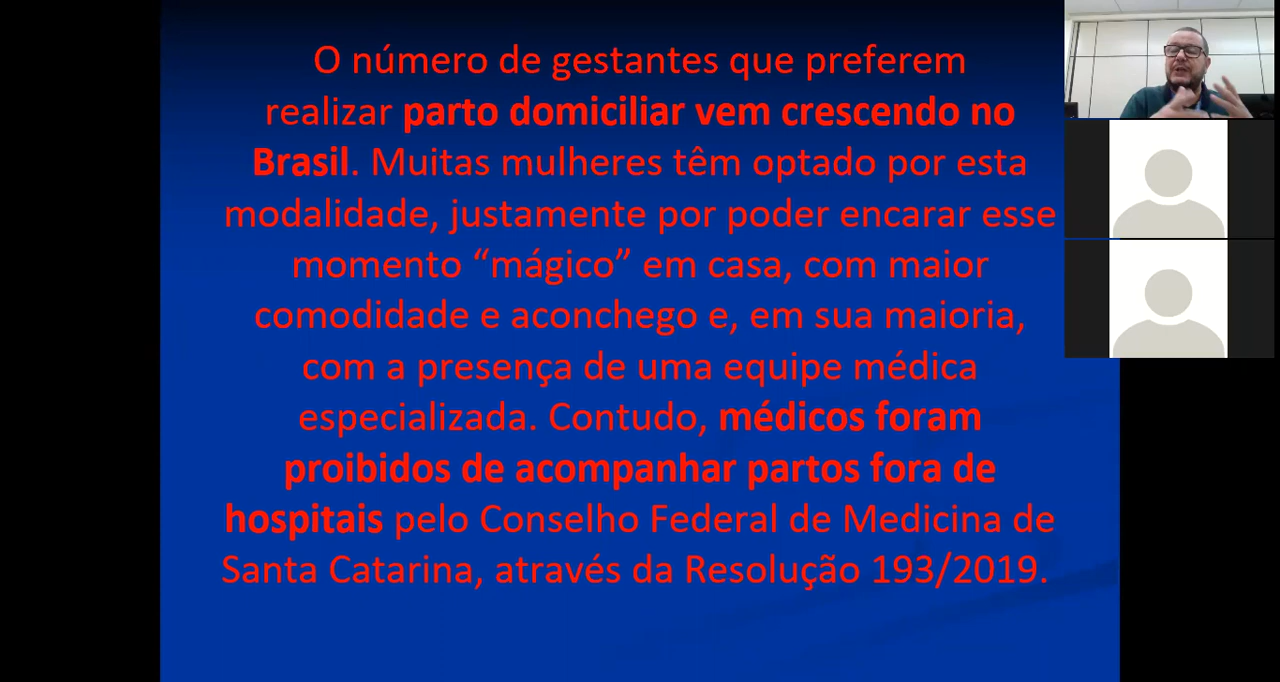 O número de gestantes que preferem
realizar parto domiciliar vem crescendo no
Brasil. Muitas mulheres têm optado por esta
modalidade, justamente por poder encarar esse
momento “mágico” em casa, com maior
comodidade e aconchego e, em sua maioria,
com a presença de uma equipe médica
especializada. Contudo, médicos foram
proibidos de acompanhar partos fora de
hospitais pelo Conselho Federal de Medicina de
Santa Catarina, através da Resolução 193/2019.